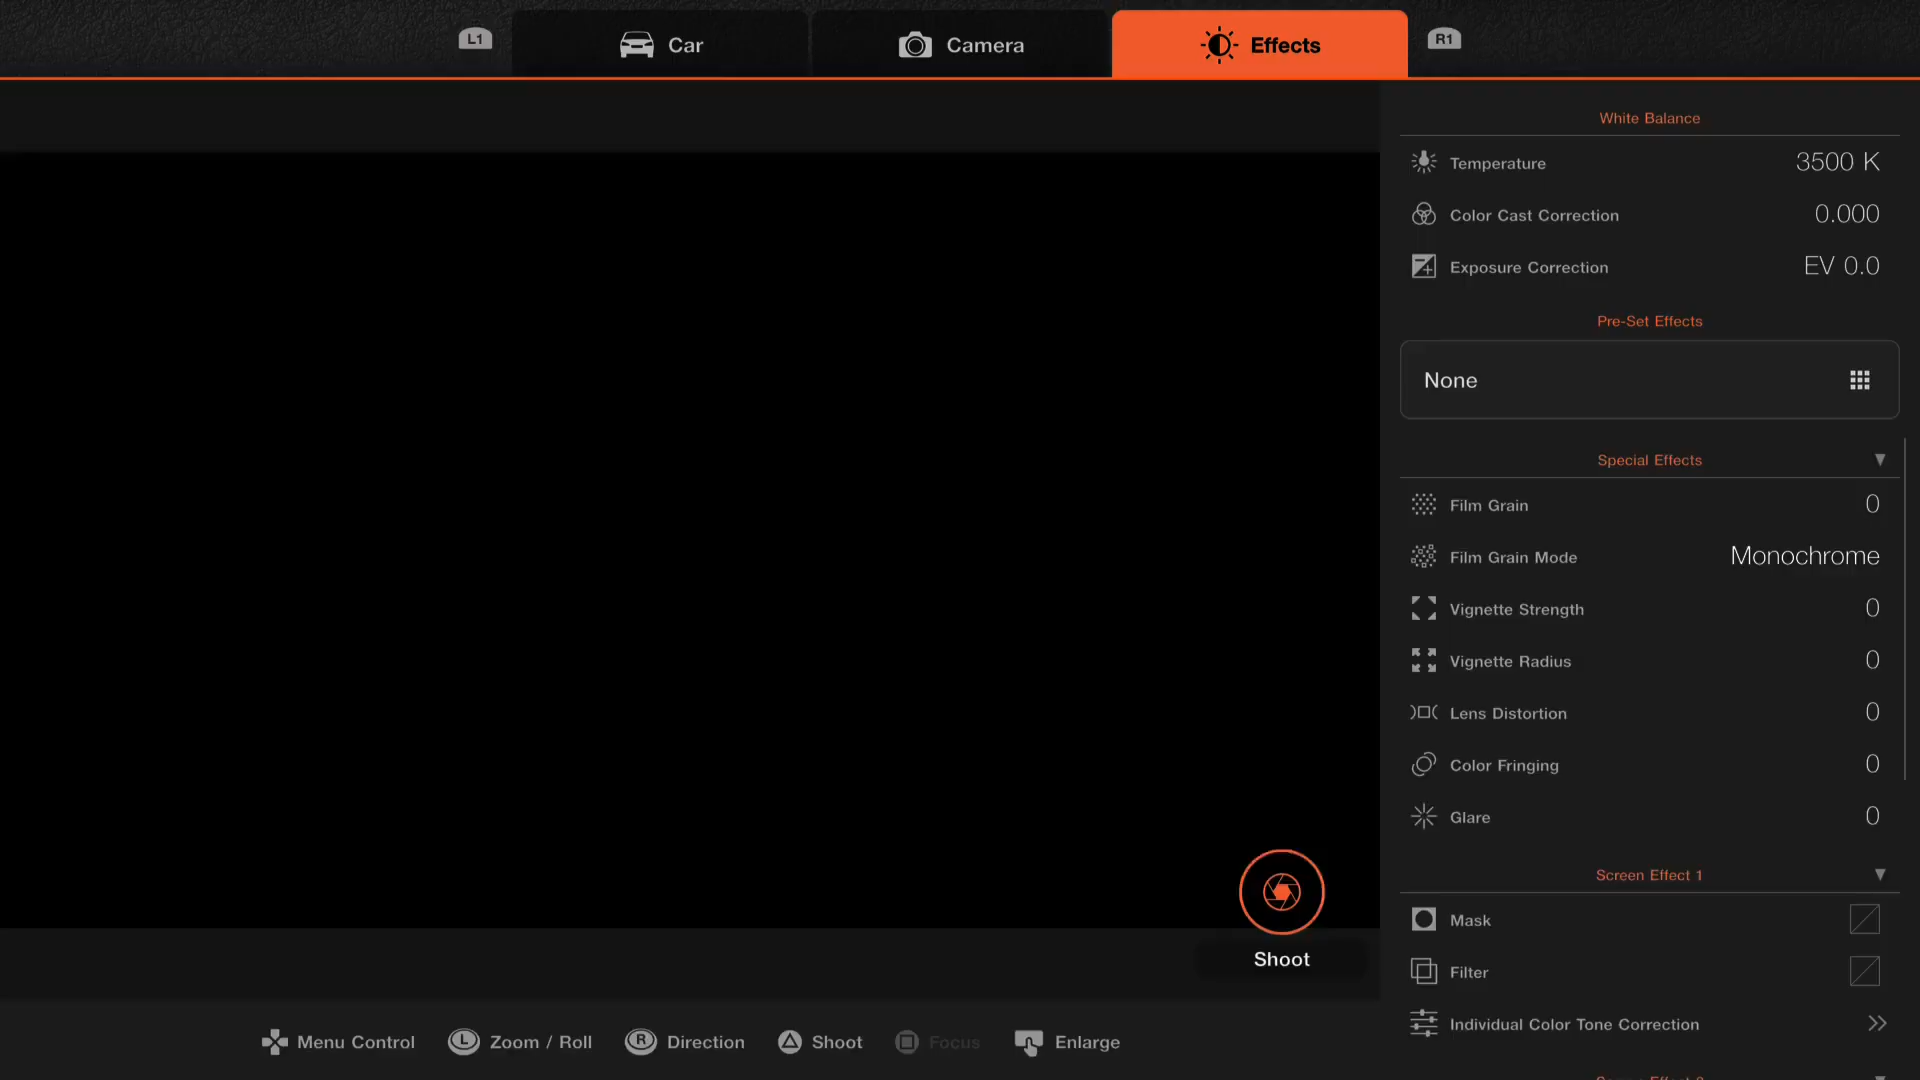 L1
Car
Camera
Effects
R1
White Balance
Temperature 3500 K
Color Cast Correction 0.000
Exposure Correction EV 0.0
Pre-Set Effects
None
Special Effects
Film Grain 0
Film Grain Mode Monochrome
Vignette Strength 0
Vignette Radius 0
Lens Distortion 0
Color Fringing 0
Glare 0
Screen Effect 1
Mask
Filter
Individual Color Tone Correction
Shoot
Menu Control
L Zoom / Roll
R Direction
Shoot
Focus
Enlarge